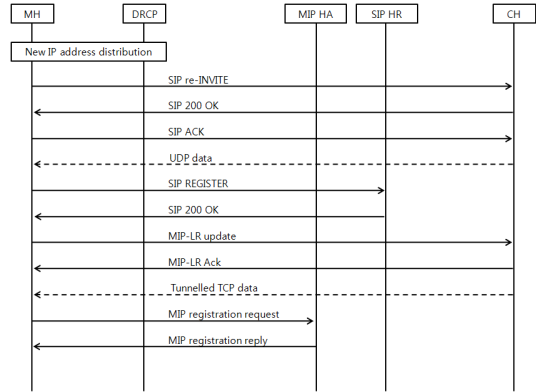 MH DRCP MIP HA SIP HR CH
New IP address distribution
SIP re-INVITE
SIP 200 OK
SIP ACK
UDP data
SIP REGISTER
SIP 200 OK
MIP-LR update
MIP-LR Ack
Tunnelled TCP data
MIP registration request
MIP registration reply